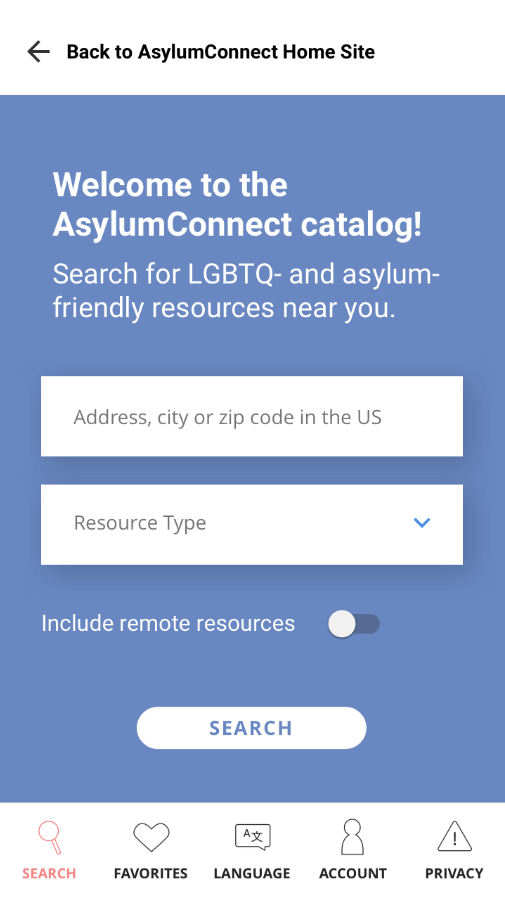 Back to AsylumConnect Home Site
Welcome to the
AsylumConnect catalog!
Search for LGBTQ- and asylum-
friendly resources near you.
Address, city or zip code in the US
Resource Type
Include remote resources
SEARCH
A文
SEARCH
FAVORITES
LANGUAGE
ACCOUNT
PRIVACY